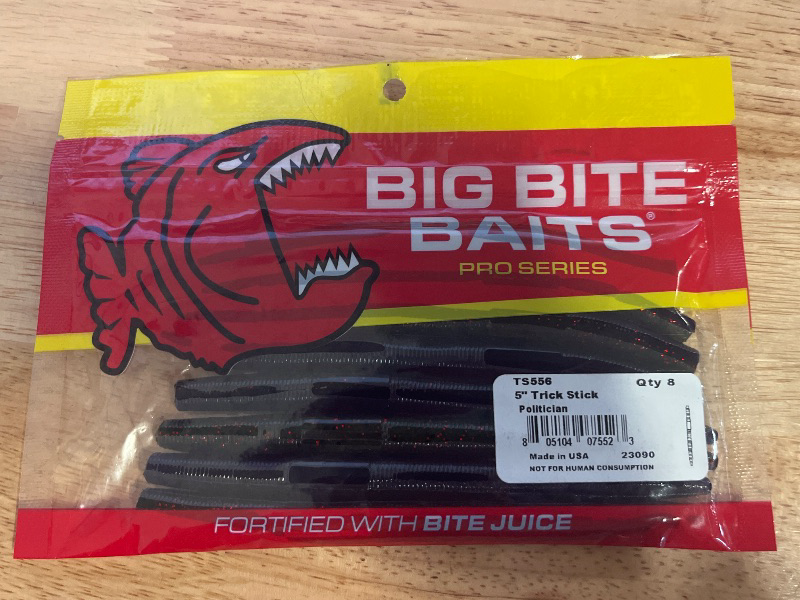 BIG BITE
BAITS®
PRO SERIES
TS556 Qty 8
5" Trick Stick
Politician
8 05104 07552 3
Made in USA 23090
NOT FOR HUMAN CONSUMPTION
FORTIFIED WITH BITE JUICE